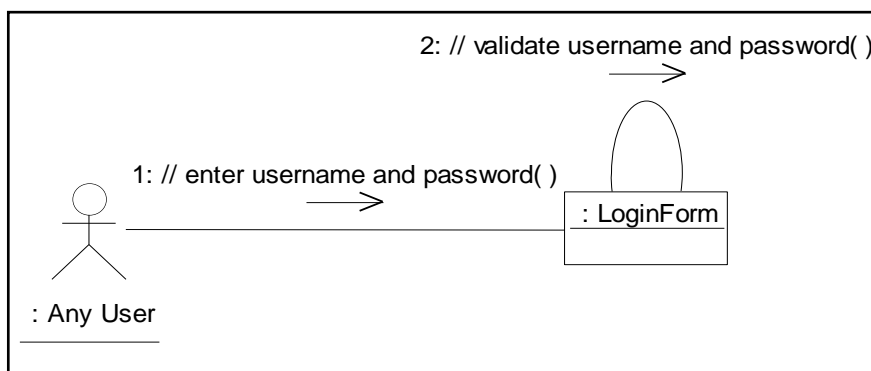 2: // validate username and password( )
1: // enter username and password( )
: LoginForm
: Any User